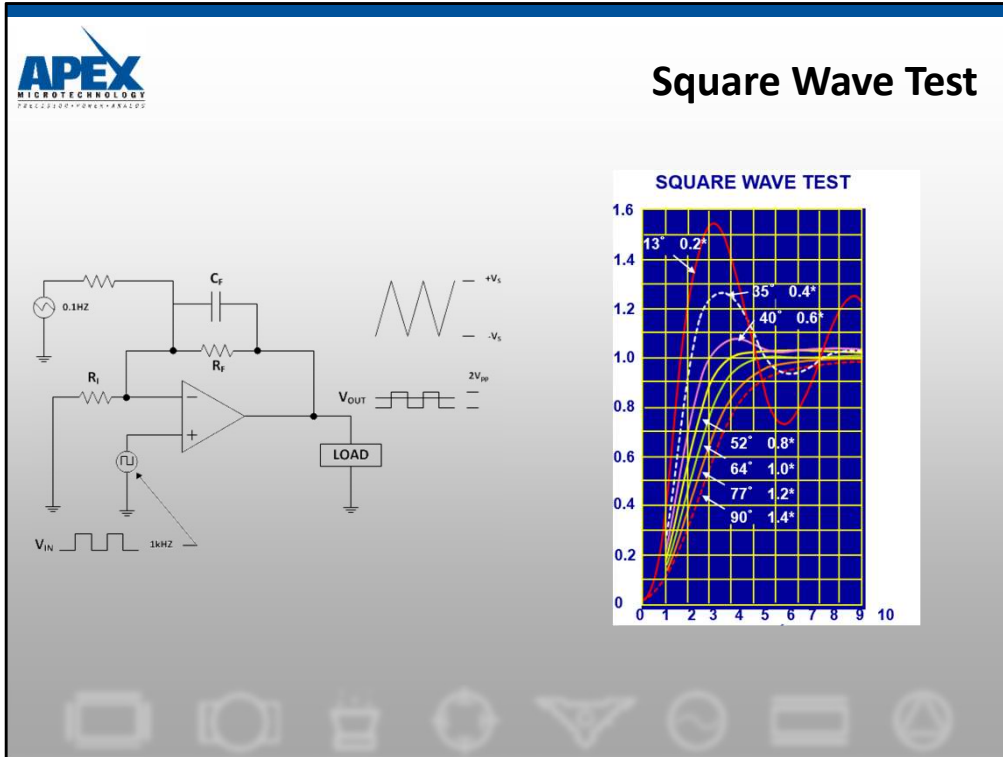 APEX
MICROTECHNOLOGY
PRECISION • POWER • ANALOG
Square Wave Test
0.1HZ
CF
RF
RI
−
+
LOAD
VIN
1kHZ
+VS
-VS
VOUT
2Vpp
SQUARE WAVE TEST
1.6
1.4
1.2
1.0
0.8
0.6
0.4
0.2
0
13° 0.2*
35° 0.4*
40° 0.6*
52° 0.8*
64° 1.0*
77° 1.2*
90° 1.4*
0 1 2 3 4 5 6 7 8 9 10